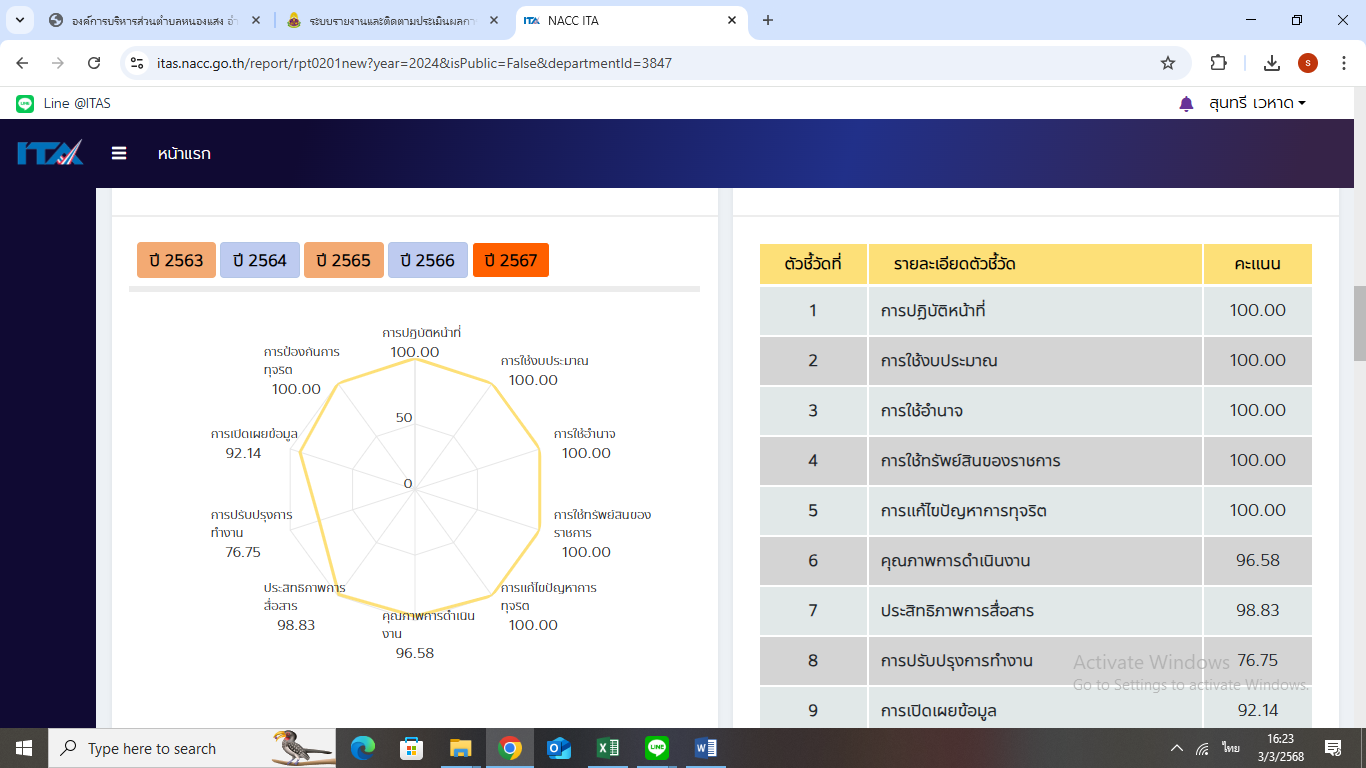 องค์การบริหารส่วนตำบลหนองแสง อำ
ระบบรายงานและติดตามประเมินผลกา
ITA NACC ITA
itas.nacc.go.th/report/rpt0201new?year=2024&isPublic=False&departmentId=3847
s
LINE Line @ITAS
สุนทรี เวหาด
ITA หน้าแรก
ปี 2563 ปี 2564 ปี 2565 ปี 2566 ปี 2567
การปฏิบัติหน้าที่
100.00
การใช้งบประมาณ
100.00
การใช้อำนาจ
100.00
การใช้ทรัพย์สินของ
ราชการ
100.00
การแก้ไขปัญหาการ
ทุจริต
100.00
คุณภาพการดำเนิน
งาน
96.58
ประสิทธิภาพการ
สื่อสาร
98.83
การปรับปรุงการ
ทำงาน
76.75
การเปิดเผยข้อมูล
92.14
การป้องกันการ
ทุจริต
100.00
50
0
ตัวชี้วัดที่ รายละเอียดตัวชี้วัด คะแนน
1 การปฏิบัติหน้าที่ 100.00
2 การใช้งบประมาณ 100.00
3 การใช้อำนาจ 100.00
4 การใช้ทรัพย์สินของราชการ 100.00
5 การแก้ไขปัญหาการทุจริต 100.00
6 คุณภาพการดำเนินงาน 96.58
7 ประสิทธิภาพการสื่อสาร 98.83
8 การปรับปรุงการทำงาน 76.75
9 การเปิดเผยข้อมูล 92.14
Activate Windows
Go to Settings to activate Windows.
Type here to search
ไทย
16:23
3/3/2568